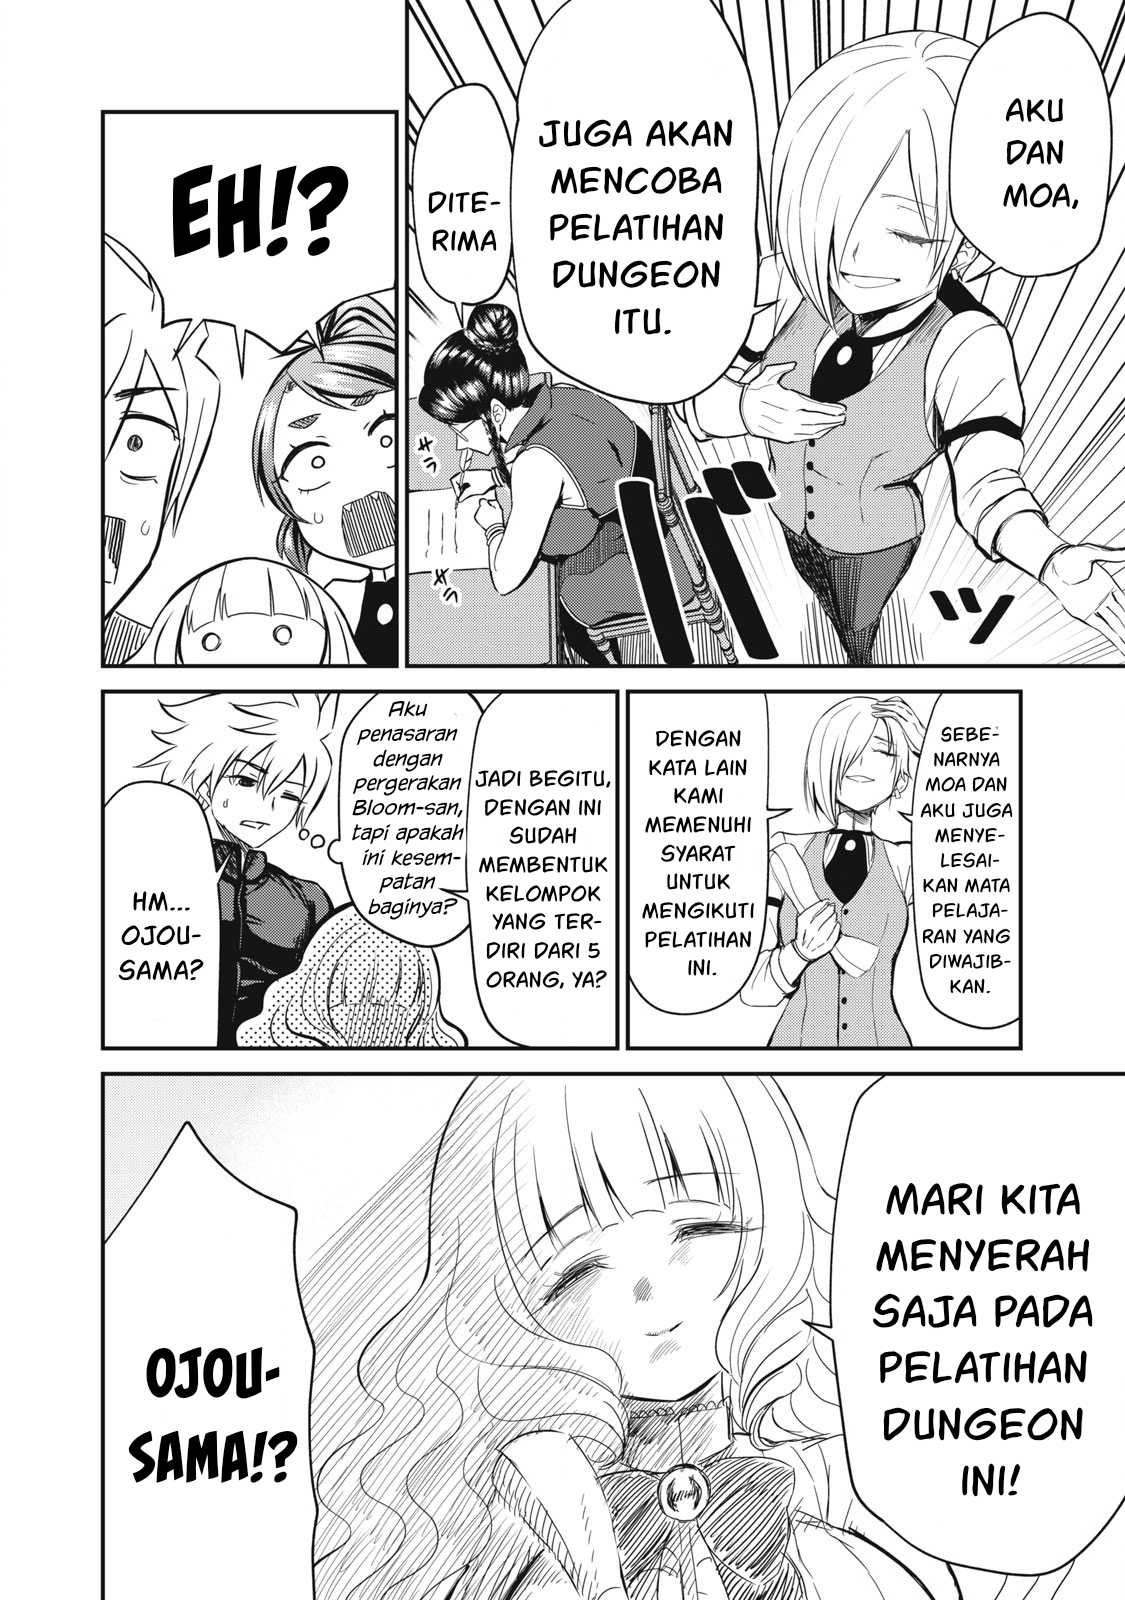 AKU
DAN
MOA,
JUGA AKAN
MENCOBA
PELATIHAN
DUNGEON
ITU.
DITE-
RIMA
EH!?
SEBE-
NARNYA
MOA DAN
AKU JUGA
MENYE-
LESAI-
KAN MATA
PELAJA-
RAN YANG
DIWAJIB-
KAN.
DENGAN
KATA LAIN
KAMI
MEMENUHI
SYARAT
UNTUK
MENGIKUTI
PELATIHAN
INI.
JADI BEGITU,
DENGAN INI
SUDAH
MEMBENTUK
KELOMPOK
YANG TER-
DIRI DARI 5
ORANG, YA?
Aku
penasaran
dengan
pergerakan
Bloom-san,
tapi apakah
ini kesem-
patan
baginya?
HM...
OJOU-
SAMA?
MARI KITA
MENYERAH
SAJA PADA
PELATIHAN
DUNGEON
INI!
OJOU-
SAMA!?